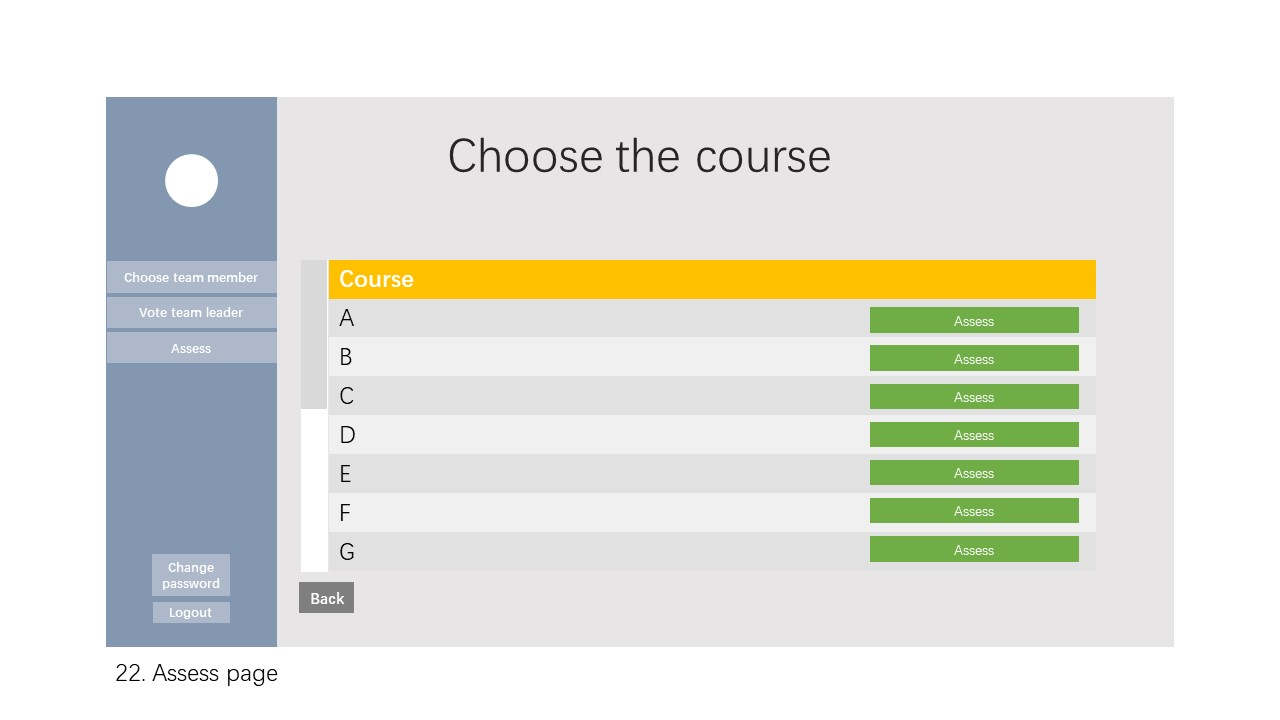 Choose the course
Choose team member
Vote team leader
Assess
Course
A Assess
B Assess
C Assess
D Assess
E Assess
F Assess
G Assess
Change
password
Logout
Back
22. Assess page